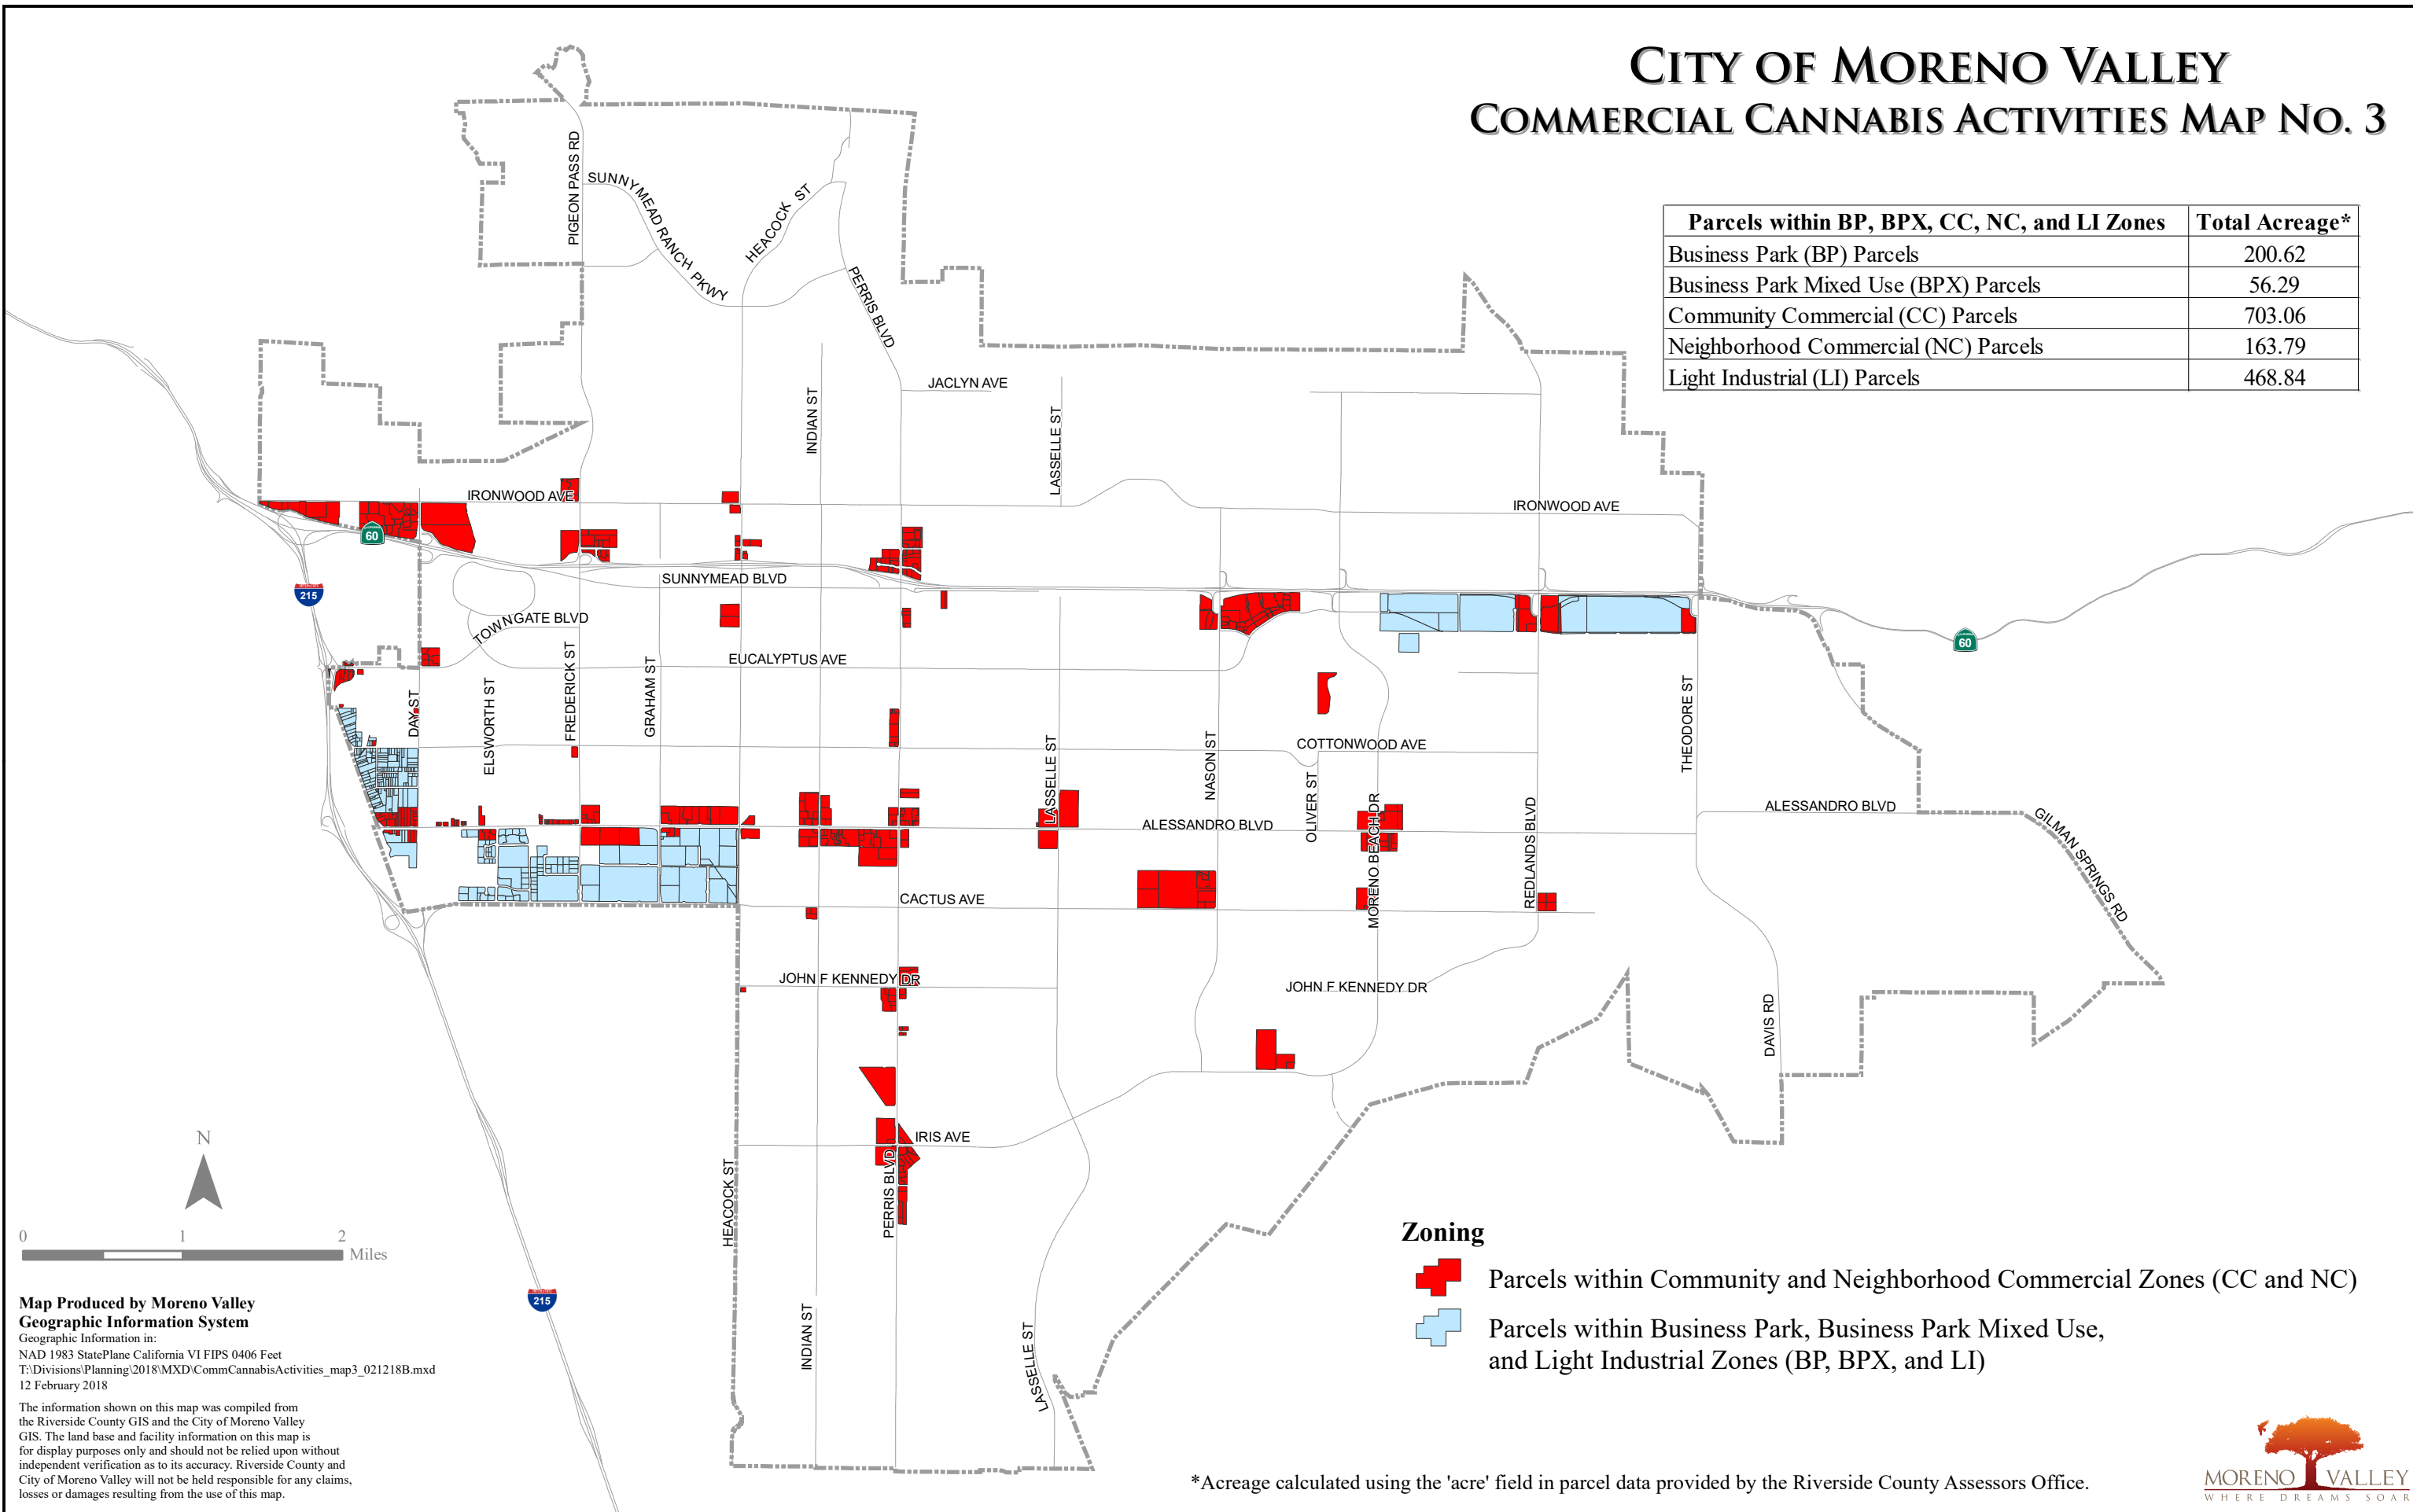 CITY OF MORENO VALLEY
COMMERCIAL CANNABIS ACTIVITIES MAP NO. 3
Parcels within BP, BPX, CC, NC, and LI Zones Total Acreage*
Business Park (BP) Parcels 200.62
Business Park Mixed Use (BPX) Parcels 56.29
Community Commercial (CC) Parcels 703.06
Neighborhood Commercial (NC) Parcels 163.79
Light Industrial (LI) Parcels 468.84
PIGEON PASS RD
SUNNYMEAD RANCH PKWY
HEACOCK ST
PERRIS BLVD
JACLYN AVE
INDIAN ST
LASSELLE ST
IRONWOOD AVE
IRONWOOD AVE
60
215
SUNNYMEAD BLVD
TOWNGATE BLVD
EUCALYPTUS AVE
60
DAY ST
ELSWORTH ST
FREDERICK ST
GRAHAM ST
LASSELLE ST
NASON ST
COTTONWOOD AVE
OLIVER ST
THEODORE ST
MORENO BEACH DR
REDLANDS BLVD
ALESSANDRO BLVD
ALESSANDRO BLVD
GILMAN SPRINGS RD
CACTUS AVE
JOHN F KENNEDY DR
JOHN F KENNEDY DR
DAVIS RD
IRIS AVE
HEACOCK ST
PERRIS BLVD
INDIAN ST
LASSELLE ST
215
N
0 1 2
Miles
Zoning
Parcels within Community and Neighborhood Commercial Zones (CC and NC)
Parcels within Business Park, Business Park Mixed Use,
and Light Industrial Zones (BP, BPX, and LI)
Map Produced by Moreno Valley
Geographic Information System
Geographic Information in:
NAD 1983 StatePlane California VI FIPS 0406 Feet
T:\Divisions\Planning\2018\MXD\CommCannabisActivities_map3_021218B.mxd
12 February 2018
The information shown on this map was compiled from
the Riverside County GIS and the City of Moreno Valley
GIS. The land base and facility information on this map is
for display purposes only and should not be relied upon without
independent verification as to its accuracy. Riverside County and
City of Moreno Valley will not be held responsible for any claims,
losses or damages resulting from the use of this map.
*Acreage calculated using the 'acre' field in parcel data provided by the Riverside County Assessors Office.
MORENO VALLEY
WHERE DREAMS SOAR